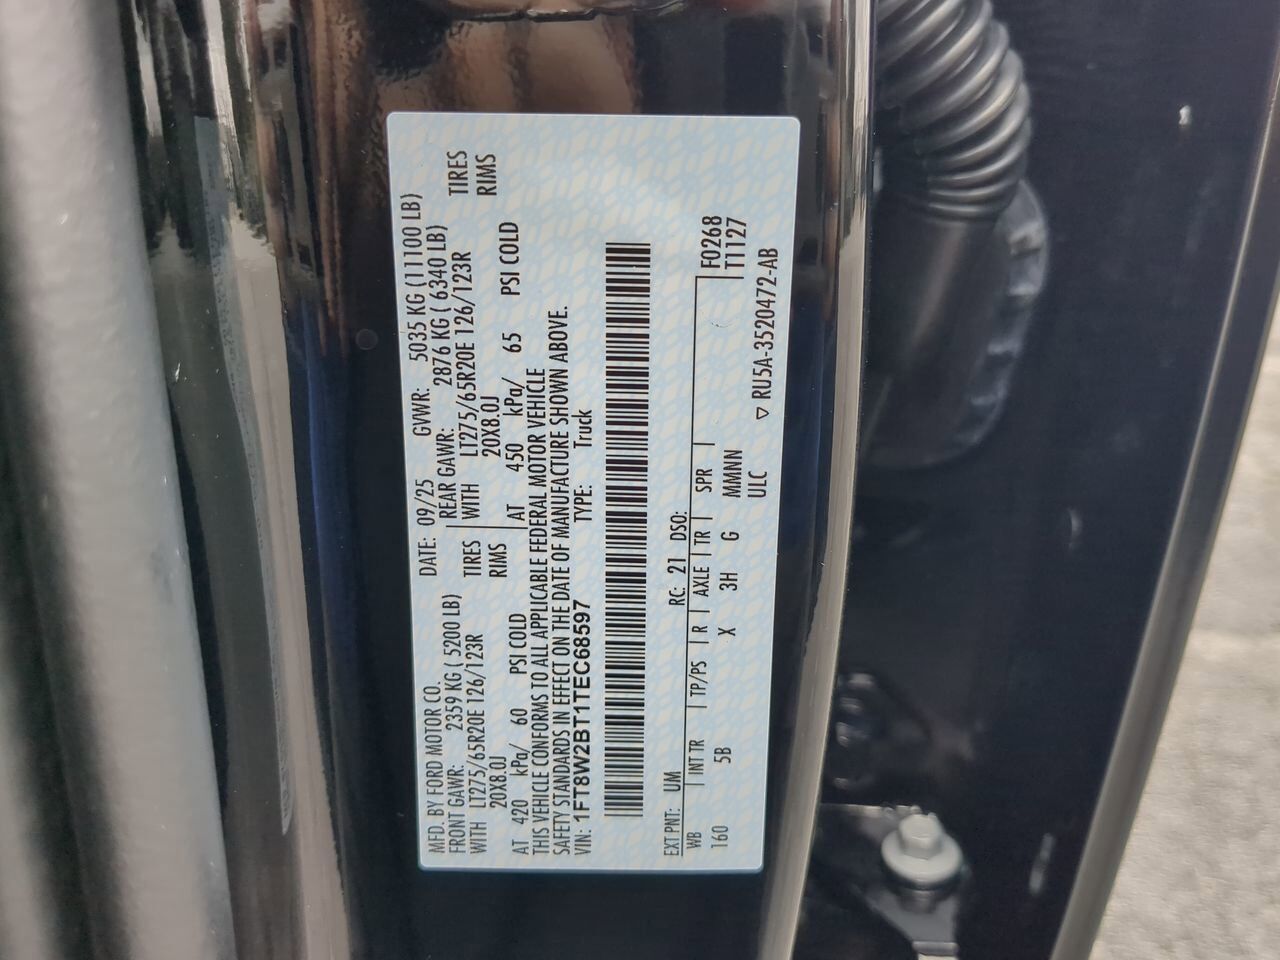 MFD. BY FORD MOTOR CO.
DATE: 09/25 GVWR: 5035 KG (11100 LB)
FRONT GAWR: 2359 KG ( 5200 LB)
REAR GAWR: 2876 KG ( 6340 LB)
WITH LT275/65R20E 126/123R TIRES
WITH LT275/65R20E 126/123R TIRES
20X8.0J RIMS
20X8.0J RIMS
AT 420 kPa/ 60 PSI COLD
AT 450 kPa/ 65 PSI COLD
THIS VEHICLE CONFORMS TO ALL APPLICABLE FEDERAL MOTOR VEHICLE
SAFETY STANDARDS IN EFFECT ON THE DATE OF MANUFACTURE SHOWN ABOVE.
VIN: 1FT8W2BT1TEC68597 TYPE: Truck
EXT PNT: UM RC: 21 DSO: F0268
WB INT TR TP/PS R AXLE TR SPR T1127
160 5B X 3H G MMMNN
ULC ▽ RU5A-3520472-AB